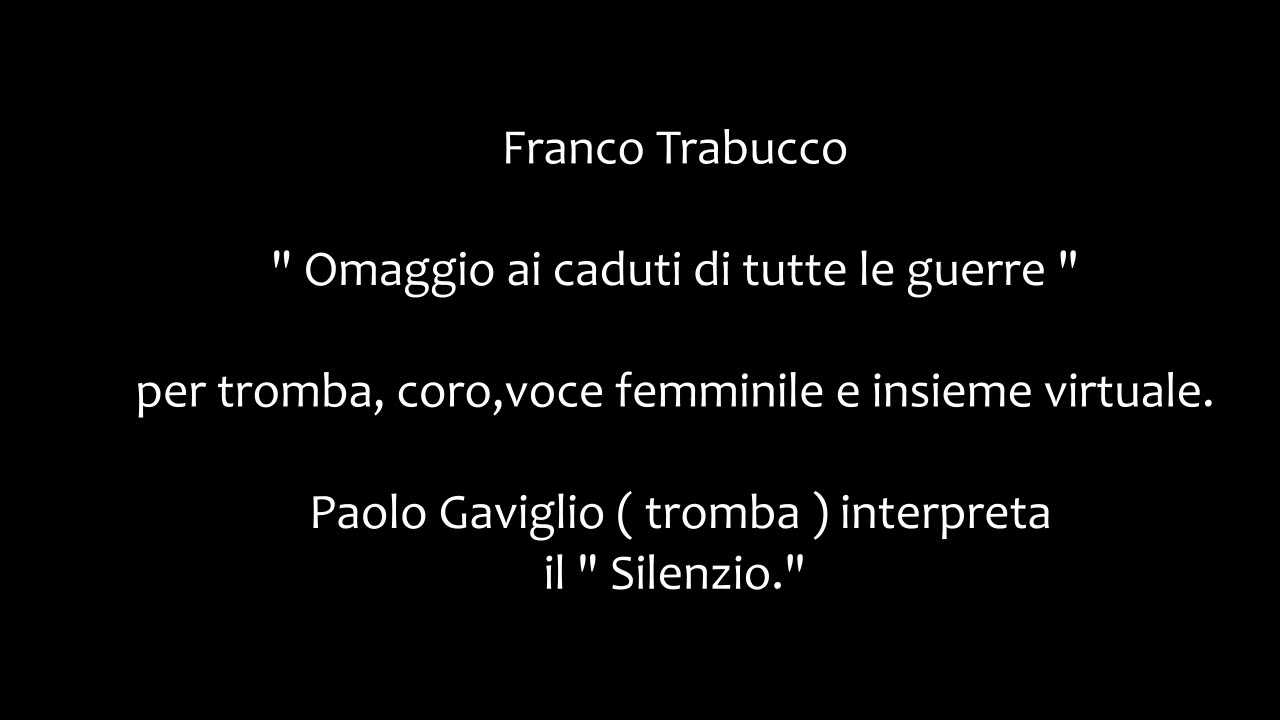 Franco Trabucco
" Omaggio ai caduti di tutte le guerre "
per tromba, coro,voce femminile e insieme virtuale.
Paolo Gaviglio ( tromba ) interpreta
il " Silenzio."